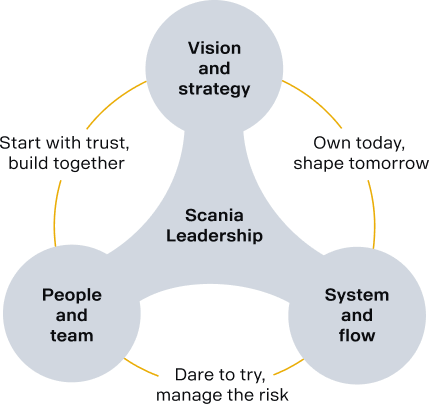 Vision
and
strategy
Start with trust,
build together
Own today,
shape tomorrow
Scania
Leadership
People
and
team
System
and
flow
Dare to try,
manage the risk